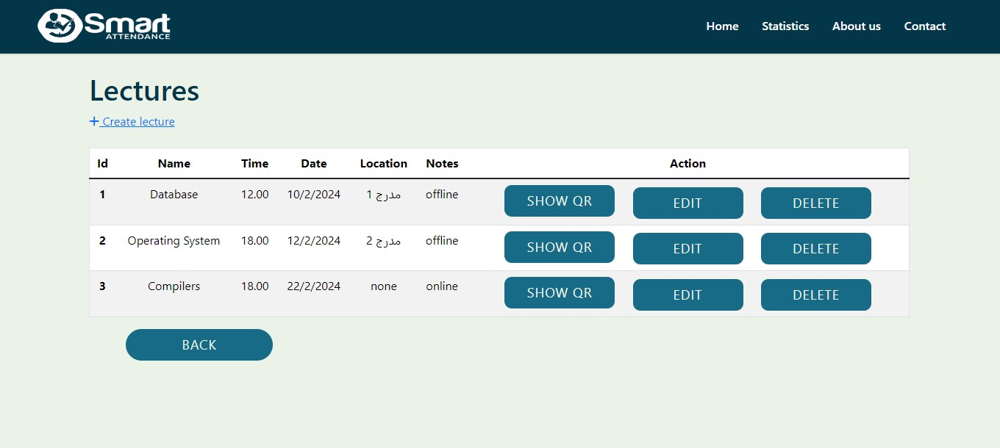 Smart
ATTENDANCE
Home Statistics About us Contact
Lectures
+ Create lecture
Id Name Time Date Location Notes Action
1 Database 12.00 10/2/2024 مدرج 1 offline SHOW QR EDIT DELETE
2 Operating System 18.00 12/2/2024 مدرج 2 offline SHOW QR EDIT DELETE
3 Compilers 18.00 22/2/2024 none online SHOW QR EDIT DELETE
BACK